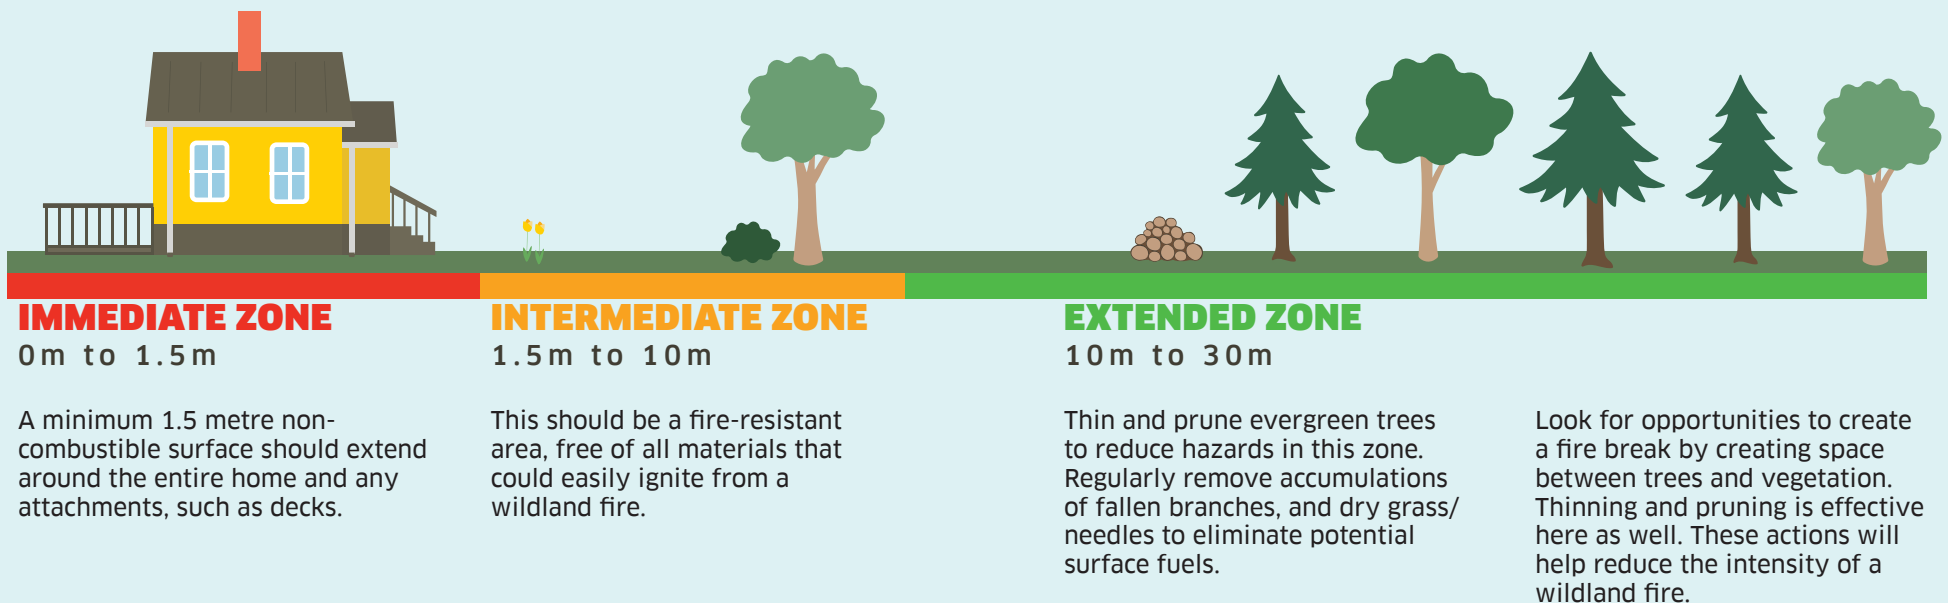 IMMEDIATE ZONE
0m to 1.5m
A minimum 1.5 metre non-
combustible surface should extend
around the entire home and any
attachments, such as decks.
INTERMEDIATE ZONE
1.5m to 10m
This should be a fire-resistant
area, free of all materials that
could easily ignite from a
wildland fire.
EXTENDED ZONE
10m to 30m
Thin and prune evergreen trees
to reduce hazards in this zone.
Regularly remove accumulations
of fallen branches, and dry grass/
needles to eliminate potential
surface fuels.
Look for opportunities to create
a fire break by creating space
between trees and vegetation.
Thinning and pruning is effective
here as well. These actions will
help reduce the intensity of a
wildland fire.